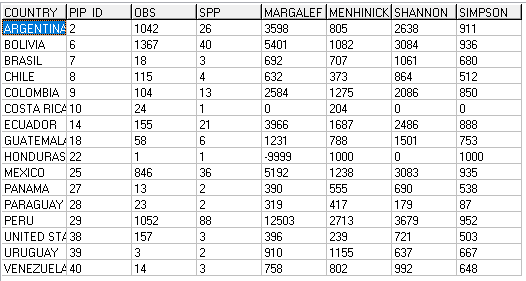 COUNTRY PIP_ID OBS SPP MARGALEF MENHINICK SHANNON SIMPSON
ARGENTINA 2 1042 26 3598 805 2638 911
BOLIVIA 6 1367 40 5401 1082 3084 936
BRASIL 7 18 3 692 707 1061 680
CHILE 8 115 4 632 373 864 512
COLOMBIA 9 104 13 2584 1275 2086 850
COSTA RICA 10 24 1 0 204 0 0
ECUADOR 14 155 21 3966 1687 2486 888
GUATEMALA 18 58 6 1231 788 1501 753
HONDURAS 22 1 1 -9999 1000 0 1000
MEXICO 25 846 36 5192 1238 3083 935
PANAMA 27 13 2 390 555 690 538
PARAGUAY 28 23 2 319 417 179 87
PERU 29 1052 88 12503 2713 3679 952
UNITED STA 38 157 3 396 239 721 503
URUGUAY 39 3 2 910 1155 637 667
VENEZUELA 40 14 3 758 802 992 648